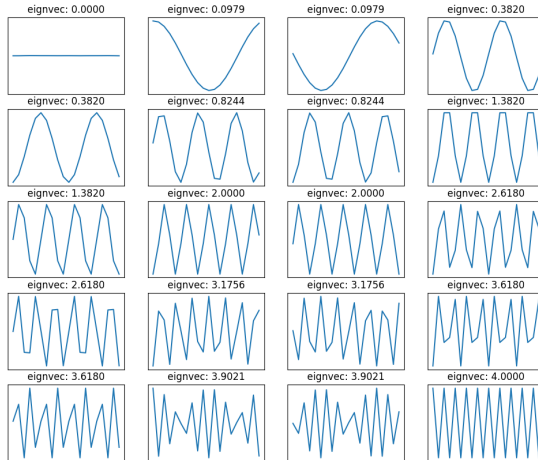 eignvec: 0.0000
eignvec: 0.0979
eignvec: 0.0979
eignvec: 0.3820
eignvec: 0.3820
eignvec: 0.8244
eignvec: 0.8244
eignvec: 1.3820
eignvec: 1.3820
eignvec: 2.0000
eignvec: 2.0000
eignvec: 2.6180
eignvec: 2.6180
eignvec: 3.1756
eignvec: 3.1756
eignvec: 3.6180
eignvec: 3.6180
eignvec: 3.9021
eignvec: 3.9021
eignvec: 4.0000